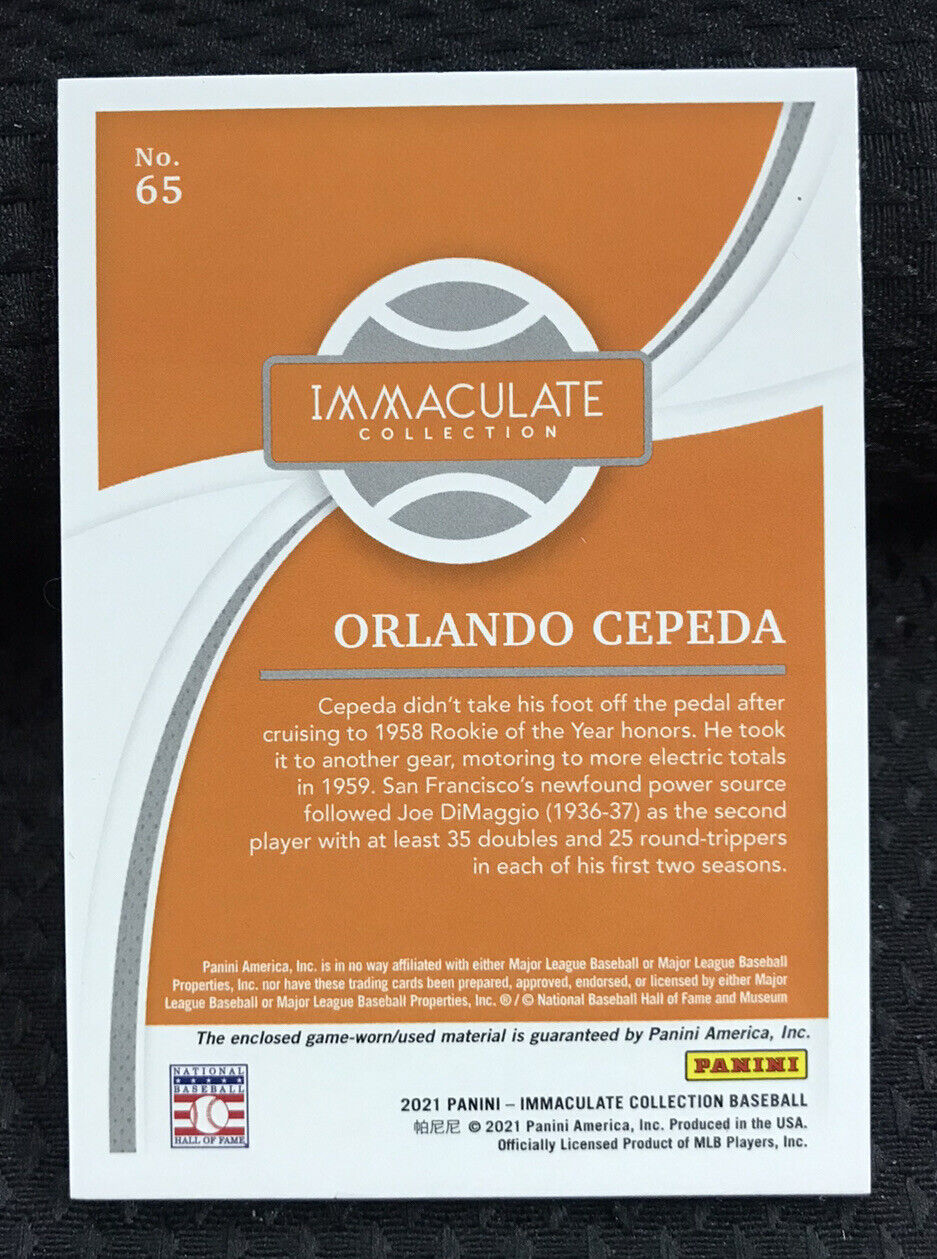 No.
65
IMMACULATE
COLLECTION
ORLANDO CEPEDA
Cepeda didn't take his foot off the pedal after
cruising to 1958 Rookie of the Year honors. He took
it to another gear, motoring to more electric totals
in 1959. San Francisco's newfound power source
followed Joe DiMaggio (1936-37) as the second
player with at least 35 doubles and 25 round-trippers
in each of his first two seasons.
Panini America, Inc. is in no way affiliated with either Major League Baseball or Major League Baseball
Properties, Inc. nor have these trading cards been prepared, approved, endorsed, or licensed by either Major
League Baseball or Major League Baseball Properties, Inc. ® / © National Baseball Hall of Fame and Museum
The enclosed game-worn/used material is guaranteed by Panini America, Inc.
NATIONAL
BASEBALL
HALL OF FAME
PANINI
2021 PANINI – IMMACULATE COLLECTION BASEBALL
帕尼尼 © 2021 Panini America, Inc. Produced in the USA.
Officially Licensed Product of MLB Players, Inc.